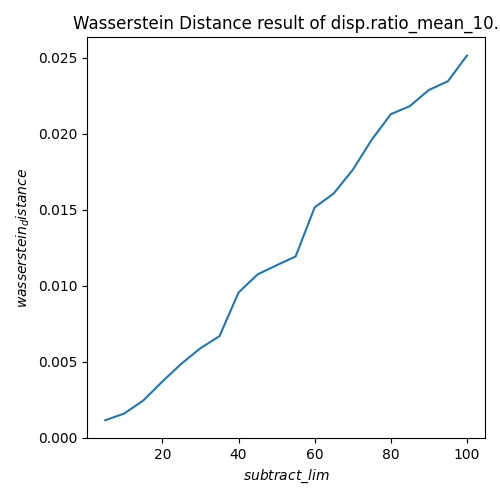 Wasserstein Distance result of disp.ratio_mean_10.
0.025
0.020
0.015
0.010
0.005
0.000
wasserstein_distance
20 40 60 80 100
subtract_lim